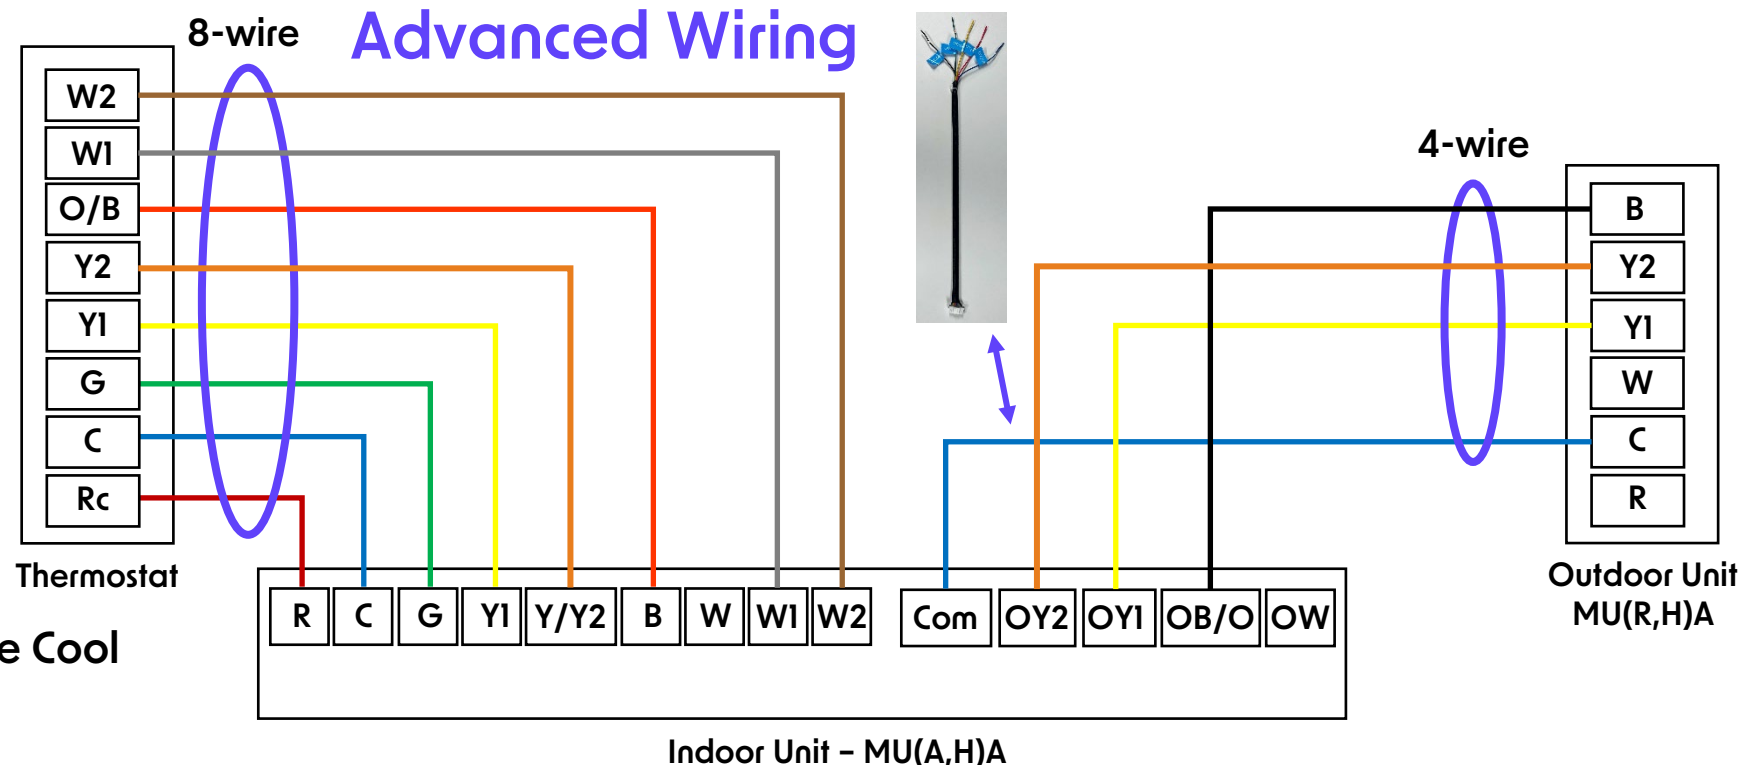 8-wire
Advanced Wiring
W2
W1
O/B
Y2
Y1
G
C
Rc
Thermostat
4-wire
B
Y2
Y1
W
C
R
Outdoor Unit
MU(R,H)A
R C G Y1 Y/Y2 B W W1 W2 Com OY2 OY1 OB/O OW
e Cool
Indoor Unit – MU(A,H)A